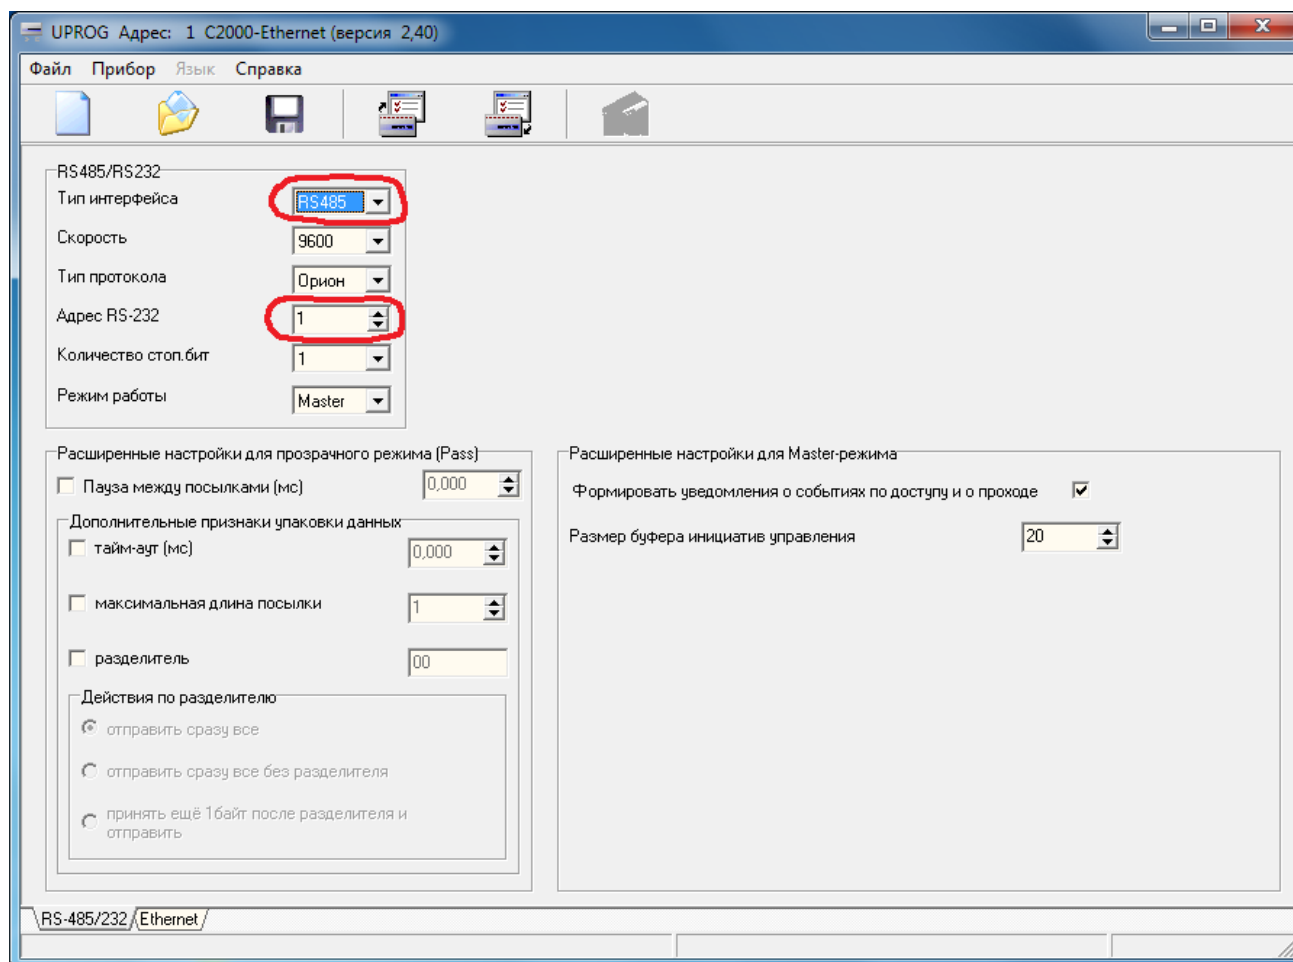 UPROG Адрес: 1 С2000-Ethernet (версия 2,40)
Файл Прибор Язык Справка
RS485/RS232
Тип интерфейса RS485
Скорость 9600
Тип протокола Орион
Адрес RS-232 1
Количество стоп.бит 1
Режим работы Master
Расширенные настройки для прозрачного режима (Pass)
Пауза между посылками (мс) 0,000
Дополнительные признаки упаковки данных
тайм-аут (мс) 0,000
максимальная длина посылки 1
разделитель 00
Действия по разделителю
отправить сразу все
отправить сразу все без разделителя
принять ещё 1байт после разделителя и
отправить
Расширенные настройки для Master-режима
Формировать уведомления о событиях по доступу и о проходе
Размер буфера инициатив управления 20
RS-485/232 Ethernet